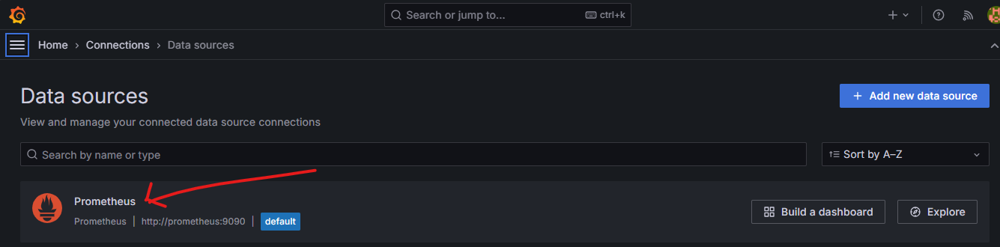 Search or jump to... ctrl+k
Home › Connections › Data sources
Data sources
Add new data source
View and manage your connected data source connections
Search by name or type
Sort by A–Z
Prometheus
Prometheus | http://prometheus:9090 | default
Build a dashboard
Explore